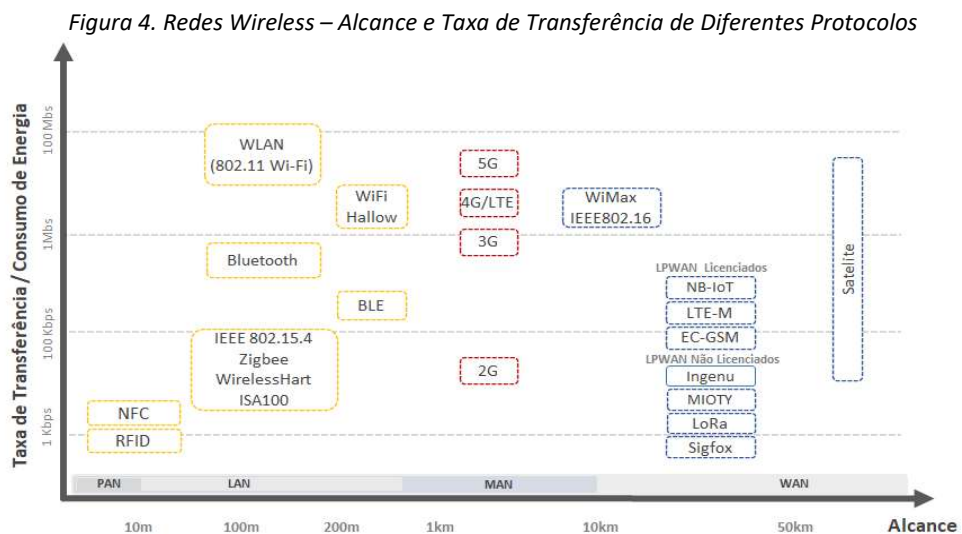 Figura 4. Redes Wireless – Alcance e Taxa de Transferência de Diferentes Protocolos
Taxa de Transferência / Consumo de Energia
100 Mbs
1Mbs
100 Kbps
1 Kbps
WLAN
(802.11 Wi-Fi)
WiFi
Hallow
Bluetooth
BLE
IEEE 802.15.4
Zigbee
WirelessHart
ISA100
NFC
RFID
5G
4G/LTE
3G
2G
WiMax
IEEE802.16
LPWAN Licenciados
NB-IoT
LTE-M
EC-GSM
LPWAN Não Licenciados
Ingenu
MIOTY
LoRa
Sigfox
Satelite
PAN
LAN
MAN
WAN
10m
100m
200m
1km
10km
50km
Alcance